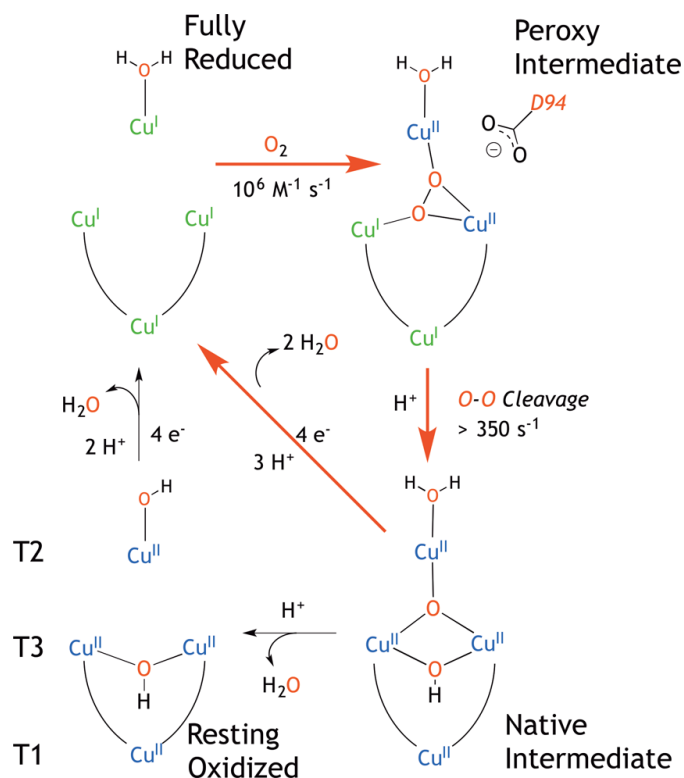 Fully
Reduced
H O H
Cu^I
Cu^I Cu^I
Cu^I
O2
10^6 M^-1 s^-1
Peroxy
Intermediate
H O H
Cu^II
D94
O
O
⊖
O
O
Cu^I Cu^II
Cu^I
H2O
2 H^+
4 e^-
2 H2O
4 e^-
3 H^+
H^+
O-O Cleavage
> 350 s^-1
O H
T2
Cu^II
H O H
Cu^II
O
T3
Cu^II Cu^II
O
H
H^+
H2O
Cu^II Cu^II
O
H
T1
Cu^II
Resting
Oxidized
Cu^II
Native
Intermediate